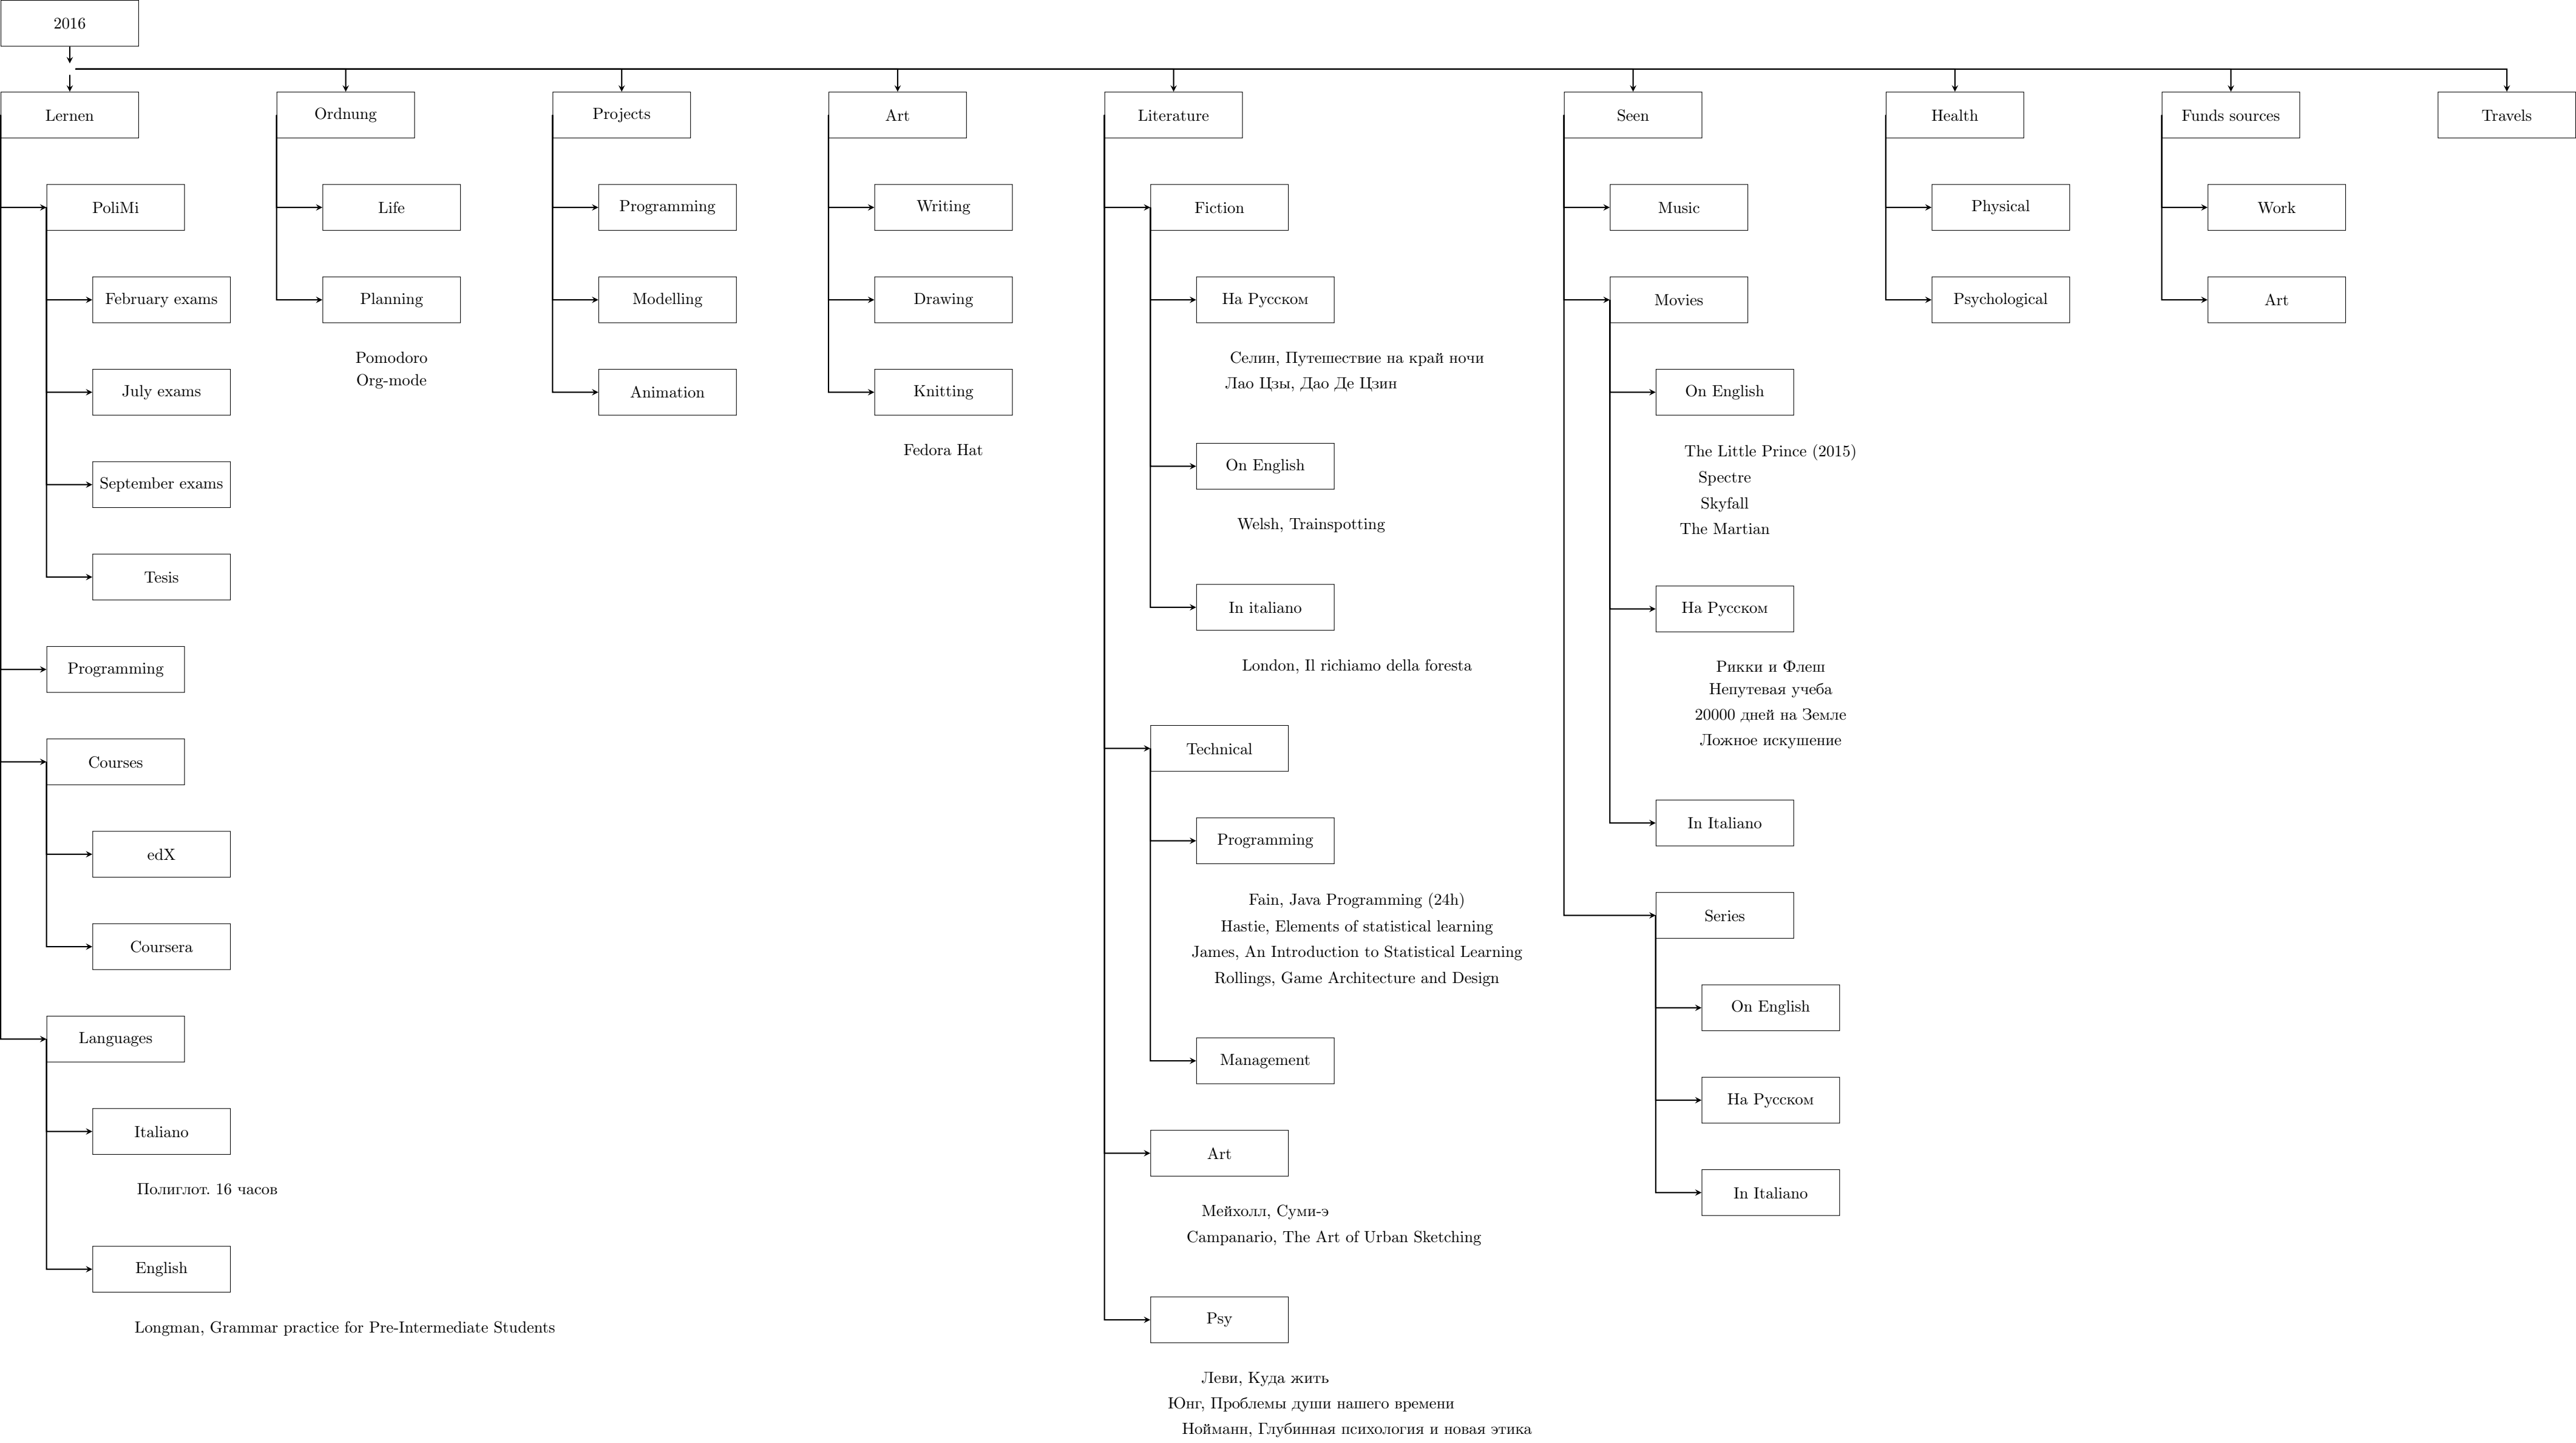 2016
Lernen
PoliMi
February exams
July exams
September exams
Tesis
Programming
Courses
edX
Coursera
Languages
Italiano
Полиглот. 16 часов
English
Longman, Grammar practice for Pre-Intermediate Students
Ordnung
Life
Planning
Pomodoro
Org-mode
Projects
Programming
Modelling
Animation
Art
Writing
Drawing
Knitting
Fedora Hat
Literature
Fiction
На Русском
Селин, Путешествие на край ночи
Лао Цзы, Дао Де Цзин
On English
Welsh, Trainspotting
In italiano
London, Il richiamo della foresta
Technical
Programming
Fain, Java Programming (24h)
Hastie, Elements of statistical learning
James, An Introduction to Statistical Learning
Rollings, Game Architecture and Design
Management
Art
Мейхолл, Суми-э
Campanario, The Art of Urban Sketching
Psy
Леви, Куда жить
Юнг, Проблемы души нашего времени
Нойманн, Глубинная психология и новая этика
Seen
Music
Movies
On English
The Little Prince (2015)
Spectre
Skyfall
The Martian
На Русском
Рикки и Флеш
Непутевая учеба
20000 дней на Земле
Ложное искушение
In Italiano
Series
On English
На Русском
In Italiano
Health
Physical
Psychological
Funds sources
Work
Art
Travels